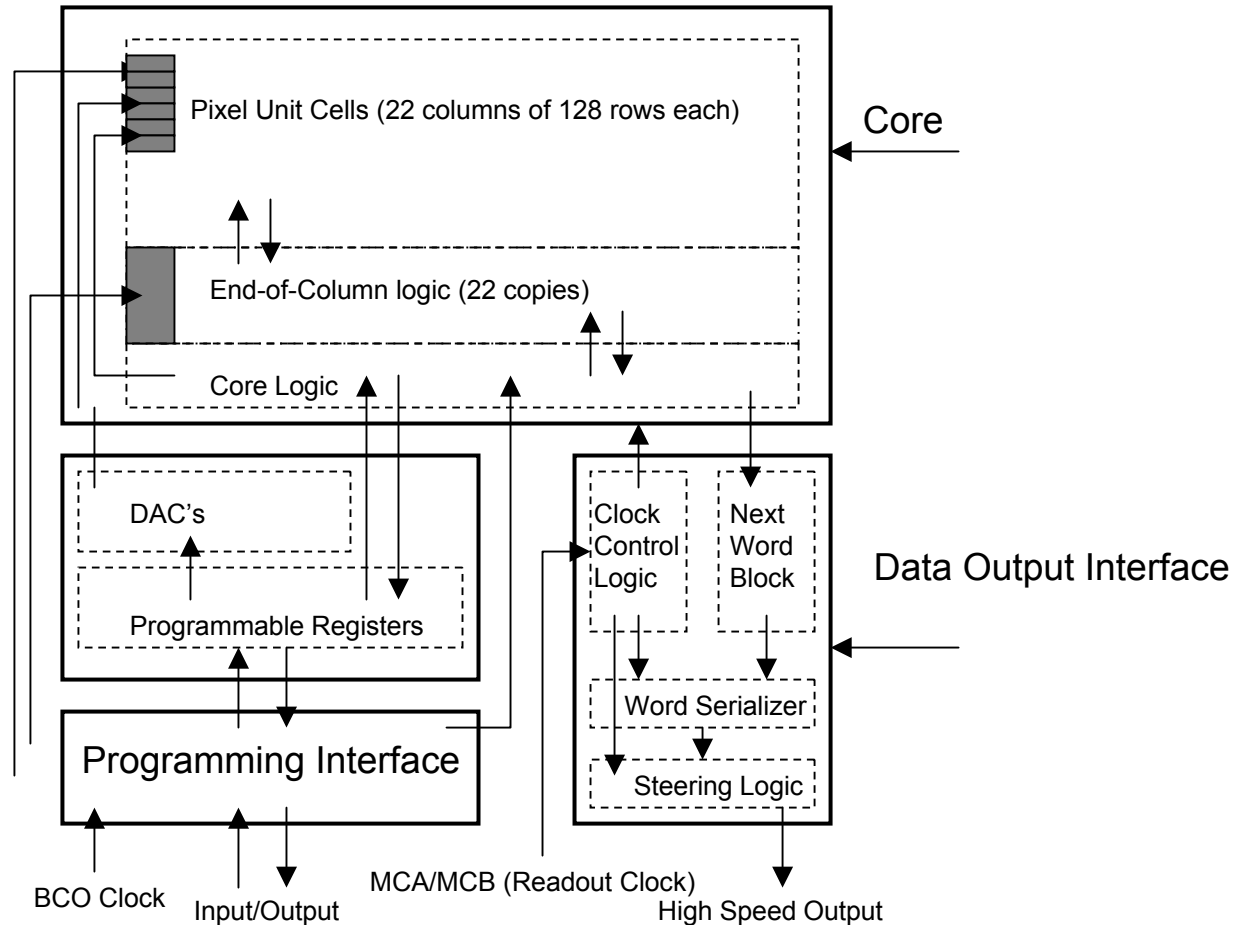 Pixel Unit Cells (22 columns of 128 rows each)
Core
End-of-Column logic (22 copies)
Core Logic
DAC's
Programmable Registers
Clock
Control
Logic
Next
Word
Block
Data Output Interface
Word Serializer
Steering Logic
Programming Interface
MCA/MCB (Readout Clock)
BCO Clock
Input/Output
High Speed Output